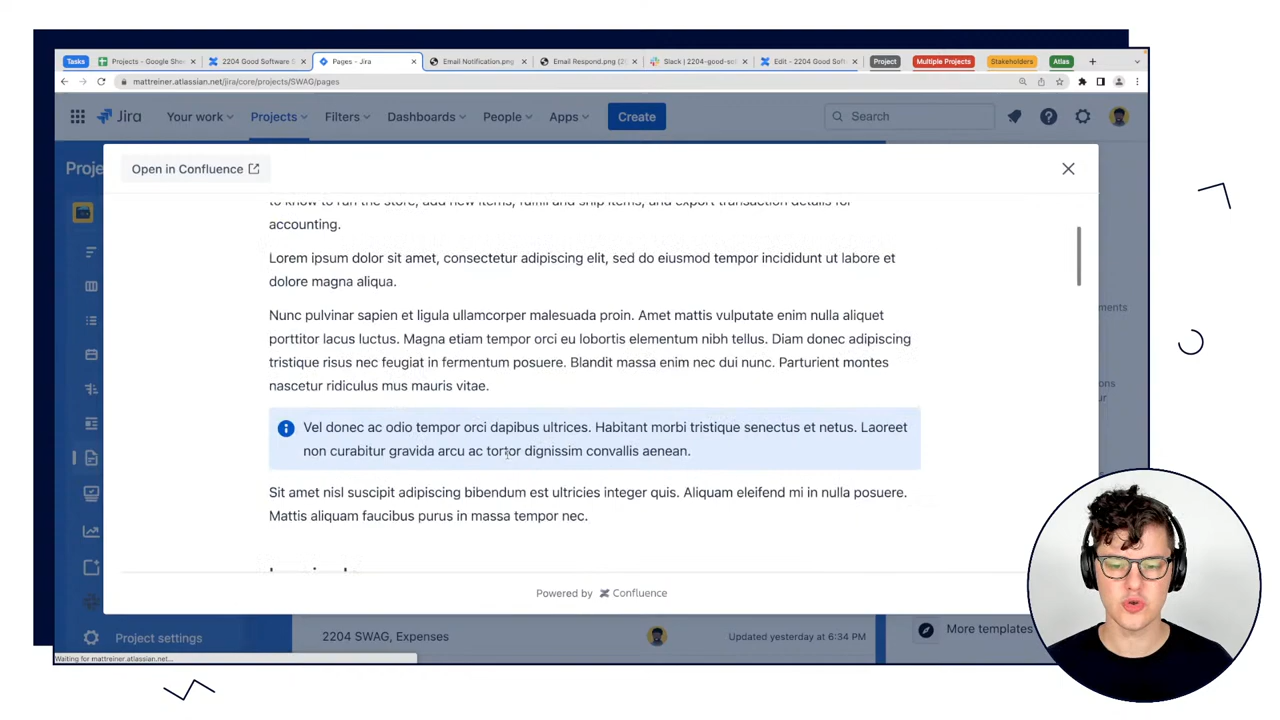 Tasks Projects - Google She 2204 Good Software G Pages - Jira Email Notification.png Email Respond.png (2 Slack | 2204-good-sof Edit - 2204 Good Soft Project Multiple Projects Stakeholders Atlas
mattreiner.atlassian.net/jira/core/projects/SWAG/pages
Jira Your work Projects Filters Dashboards People Apps Create Search
Proje
Open in Confluence
accounting.
Lorem ipsum dolor sit amet, consectetur adipiscing elit, sed do eiusmod tempor incididunt ut labore et
dolore magna aliqua.
Nunc pulvinar sapien et ligula ullamcorper malesuada proin. Amet mattis vulputate enim nulla aliquet
porttitor lacus luctus. Magna etiam tempor orci eu lobortis elementum nibh tellus. Diam donec adipiscing
tristique risus nec feugiat in fermentum posuere. Blandit massa enim nec dui nunc. Parturient montes
nascetur ridiculus mus mauris vitae.
Vel donec ac odio tempor orci dapibus ultrices. Habitant morbi tristique senectus et netus. Laoreet
non curabitur gravida arcu ac tortor dignissim convallis aenean.
Sit amet nisl suscipit adipiscing bibendum est ultricies integer quis. Aliquam eleifend mi in nulla posuere.
Mattis aliquam faucibus purus in massa tempor nec.
Powered by Confluence
Project settings
2204 SWAG, Expenses Updated yesterday at 6:34 PM
More templates
Waiting for mattreiner.atlassian.net...